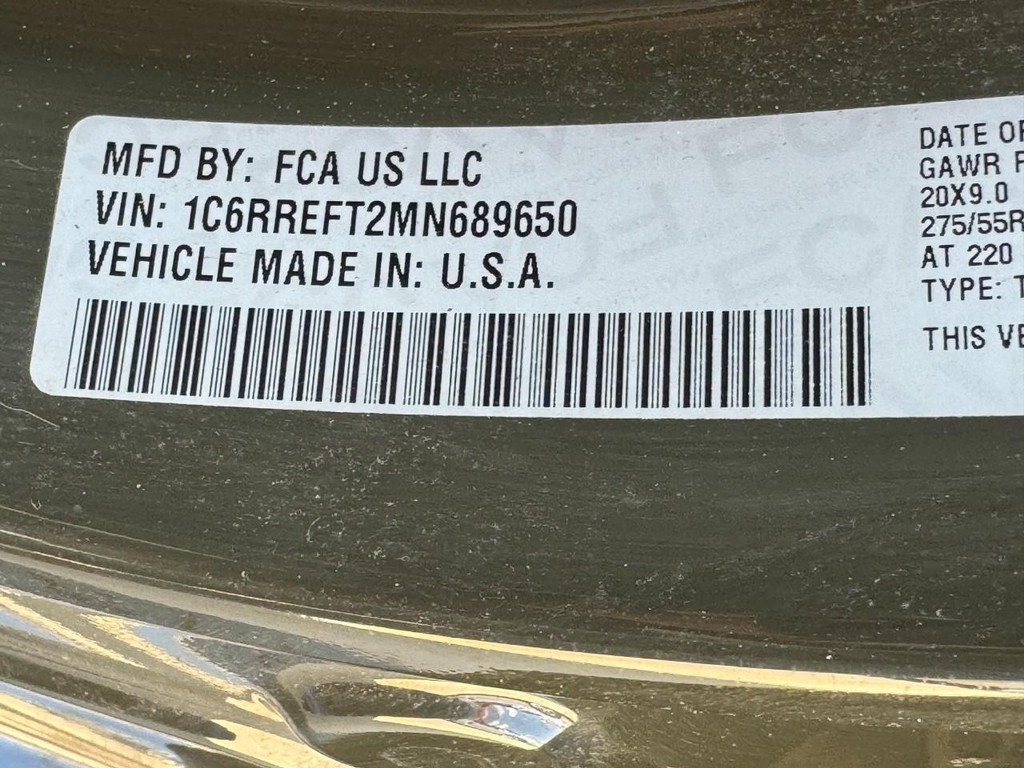 MFD BY: FCA US LLC
VIN: 1C6RREFT2MN689650
VEHICLE MADE IN: U.S.A.
DATE OF
GAWR
20X9.0
275/55R
AT 220
TYPE: T
THIS VE